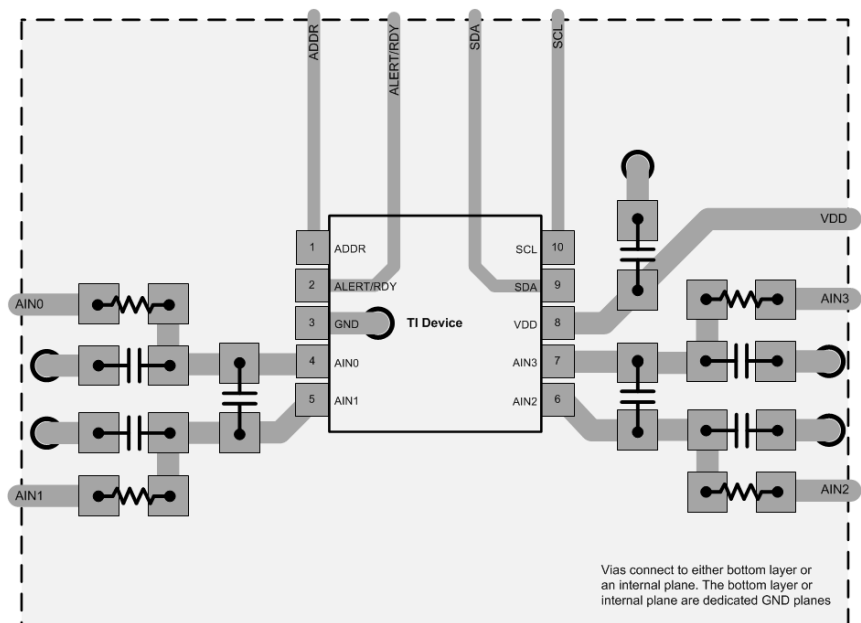 ADDR
ALERT/RDY
SDA
SCL
VDD
1 ADDR
SCL 10
2 ALERT/RDY
SDA 9
3 GND
TI Device
VDD 8
4 AIN0
AIN3 7
5 AIN1
AIN2 6
AIN0
AIN3
AIN1
AIN2
Vias connect to either bottom layer or
an internal plane. The bottom layer or
internal plane are dedicated GND planes